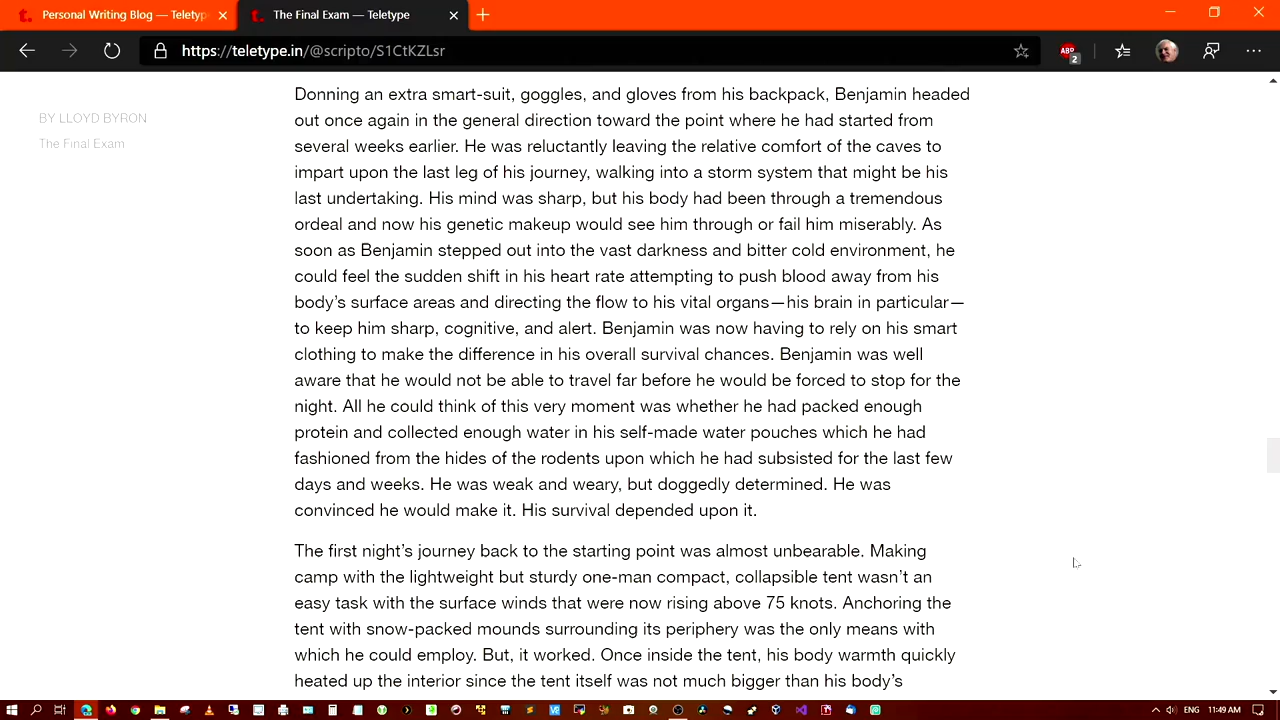 Personal Writing Blog — Teletyp
The Final Exam — Teletype
https://teletype.in/@scripto/S1CtKZLsr
ABP
2
BY LLOYD BYRON
The Final Exam
Donning an extra smart-suit, goggles, and gloves from his backpack, Benjamin headed
out once again in the general direction toward the point where he had started from
several weeks earlier. He was reluctantly leaving the relative comfort of the caves to
impart upon the last leg of his journey, walking into a storm system that might be his
last undertaking. His mind was sharp, but his body had been through a tremendous
ordeal and now his genetic makeup would see him through or fail him miserably. As
soon as Benjamin stepped out into the vast darkness and bitter cold environment, he
could feel the sudden shift in his heart rate attempting to push blood away from his
body's surface areas and directing the flow to his vital organs—his brain in particular—
to keep him sharp, cognitive, and alert. Benjamin was now having to rely on his smart
clothing to make the difference in his overall survival chances. Benjamin was well
aware that he would not be able to travel far before he would be forced to stop for the
night. All he could think of this very moment was whether he had packed enough
protein and collected enough water in his self-made water pouches which he had
fashioned from the hides of the rodents upon which he had subsisted for the last few
days and weeks. He was weak and weary, but doggedly determined. He was
convinced he would make it. His survival depended upon it.
The first night's journey back to the starting point was almost unbearable. Making
camp with the lightweight but sturdy one-man compact, collapsible tent wasn't an
easy task with the surface winds that were now rising above 75 knots. Anchoring the
tent with snow-packed mounds surrounding its periphery was the only means with
which he could employ. But, it worked. Once inside the tent, his body warmth quickly
heated up the interior since the tent itself was not much bigger than his body's
ENG
11:49 AM